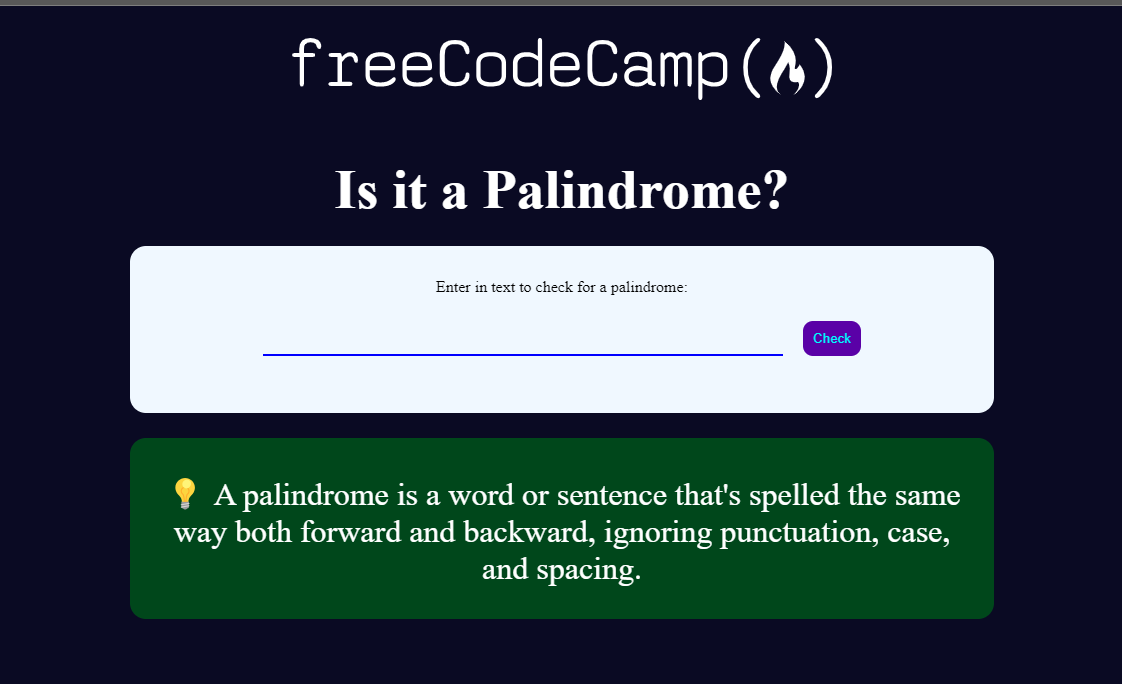 freeCodeCamp(🔥)
Is it a Palindrome?
Enter in text to check for a palindrome:
Check
💡 A palindrome is a word or sentence that's spelled the same
way both forward and backward, ignoring punctuation, case,
and spacing.